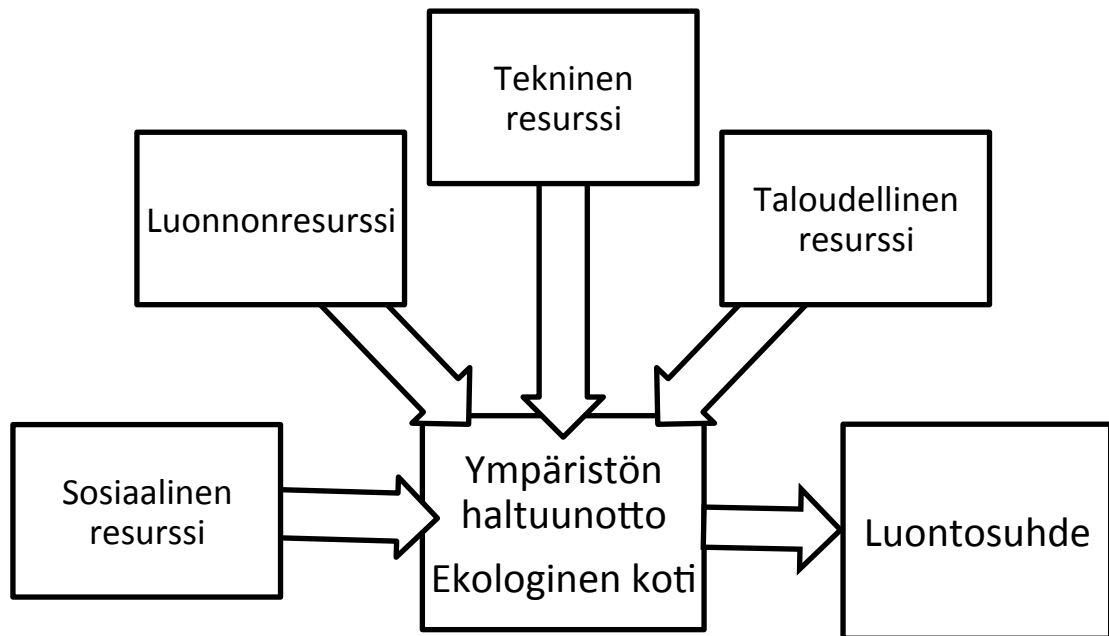 Tekninen
resurssi
Luonnonresurssi
Taloudellinen
resurssi
Sosiaalinen
resurssi
Ympäristön
haltuunotto
Ekologinen koti
Luontosuhde